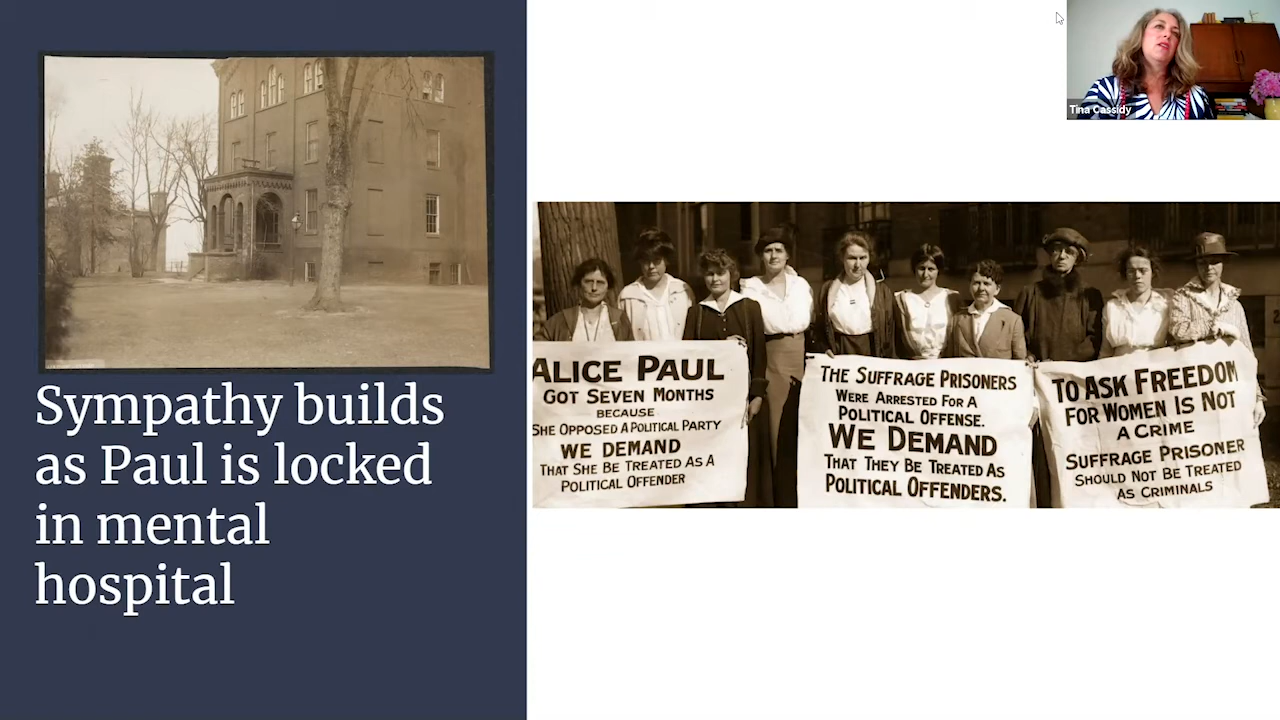 Tina Cassidy
ALICE PAUL
GOT SEVEN MONTHS
BECAUSE
SHE OPPOSED A POLITICAL PARTY
WE DEMAND
THAT SHE BE TREATED AS A
POLITICAL OFFENDER
THE SUFFRAGE PRISONERS
WERE ARRESTED FOR A
POLITICAL OFFENSE.
WE DEMAND
THAT THEY BE TREATED AS
POLITICAL OFFENDERS.
TO ASK FREEDOM
FOR WOMEN IS NOT
A CRIME
SUFFRAGE PRISONER
SHOULD NOT BE TREATED
AS CRIMINALS
Sympathy builds
as Paul is locked
in mental
hospital